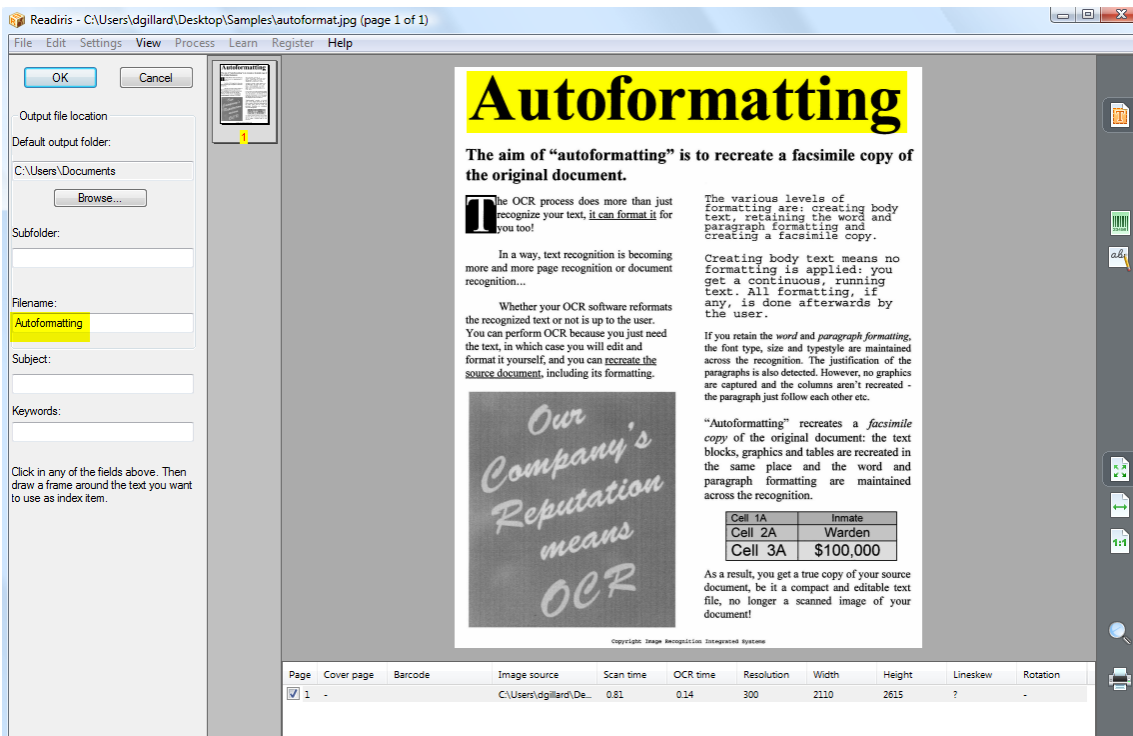 Readiris - C:\Users\dgillard\Desktop\Samples\autoformat.jpg (page 1 of 1)
File Edit Settings View Process Learn Register Help
OK Cancel
Output file location
Default output folder:
C:\Users\Documents
Browse...
Subfolder:
Filename:
Autoformatting
Subject:
Keywords:
Click in any of the fields above. Then
draw a frame around the text you want
to use as index item.
Autoformatting
1
Autoformatting
The aim of “autoformatting” is to recreate a facsimile copy of
the original document.
The OCR process does more than just
recognize your text, it can format it for
you too!
In a way, text recognition is becoming
more and more page recognition or document
recognition...
Whether your OCR software reformats
the recognized text or not is up to the user.
You can perform OCR because you just need
the text, in which case you will edit and
format it yourself, and you can recreate the
source document, including its formatting.
Our
Company's
Reputation
means
OCR
The various levels of
formatting are: creating body
text, retaining the word and
paragraph formatting and
creating a facsimile copy.
Creating body text means no
formatting is applied: you
get a continuous, running
text. All formatting, if
any, is done afterwards by
the user.
If you retain the word and paragraph formatting,
the font type, size and typestyle are maintained
across the recognition. The justification of the
paragraphs is also detected. However, no graphics
are captured and the columns aren’t recreated -
the paragraph just follow each other etc.
“Autoformatting” recreates a facsimile
copy of the original document: the text
blocks, graphics and tables are recreated in
the same place and the word and
paragraph formatting are maintained
across the recognition.
Cell 1A Inmate
Cell 2A Warden
Cell 3A $100,000
As a result, you get a true copy of your source
document, be it a compact and editable text
file, no longer a scanned image of your
document!
Copyright Image Recognition Integrated Systems
Page Cover page Barcode Image source Scan time OCR time Resolution Width Height Lineskew Rotation
1 - C:\Users\dgillard\De... 0.81 0.14 300 2110 2615 ? -
1:1